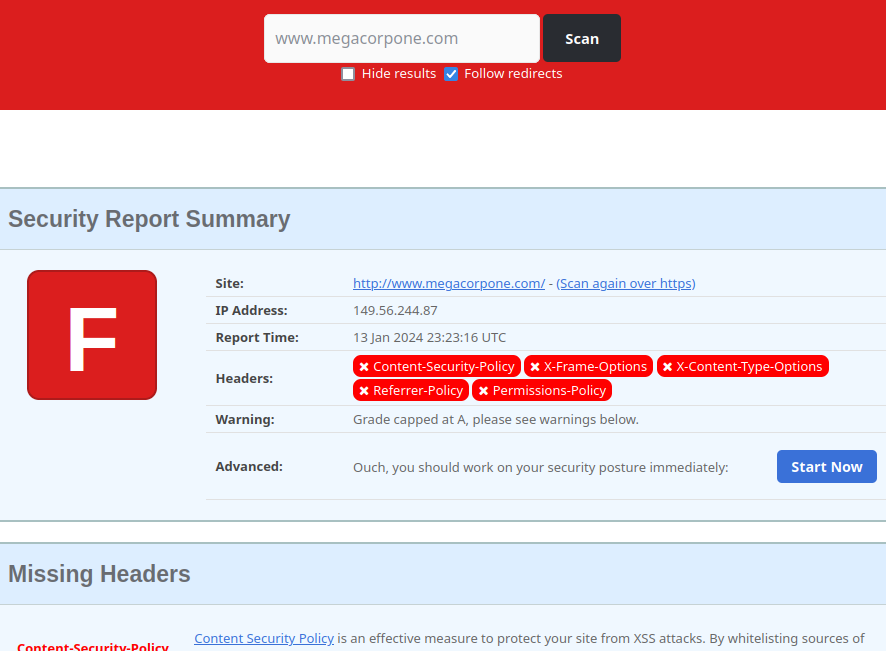 www.megacorpone.com Scan
Hide results Follow redirects
Security Report Summary
F
Site: http://www.megacorpone.com/ - (Scan again over https)
IP Address: 149.56.244.87
Report Time: 13 Jan 2024 23:23:16 UTC
Headers: ✖ Content-Security-Policy ✖ X-Frame-Options ✖ X-Content-Type-Options
✖ Referrer-Policy ✖ Permissions-Policy
Warning: Grade capped at A, please see warnings below.
Advanced: Ouch, you should work on your security posture immediately: Start Now
Missing Headers
Content Security Policy is an effective measure to protect your site from XSS attacks. By whitelisting sources of
Content-Security-Policy